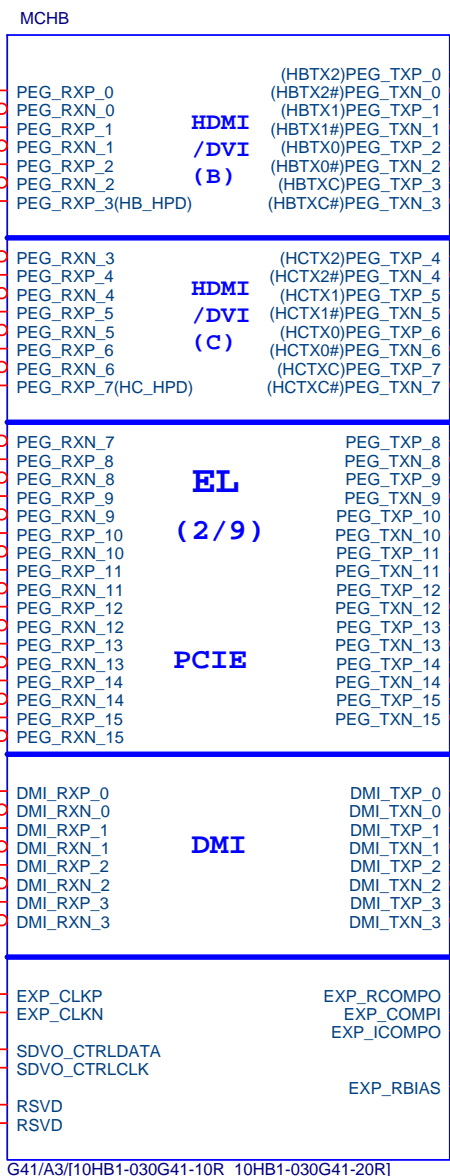 MCHB
(HBTX2)PEG_TXP_0
PEG_RXP_0 (HBTX2#)PEG_TXN_0
PEG_RXN_0 (HBTX1)PEG_TXP_1
PEG_RXP_1 HDMI (HBTX1#)PEG_TXN_1
PEG_RXN_1 /DVI (HBTX0)PEG_TXP_2
PEG_RXP_2 (B) (HBTX0#)PEG_TXN_2
PEG_RXN_2 (HBTXC)PEG_TXP_3
PEG_RXP_3(HB_HPD) (HBTXC#)PEG_TXN_3
PEG_RXN_3 (HCTX2)PEG_TXP_4
PEG_RXP_4 (HCTX2#)PEG_TXN_4
PEG_RXN_4 HDMI (HCTX1)PEG_TXP_5
PEG_RXP_5 /DVI (HCTX1#)PEG_TXN_5
PEG_RXN_5 (C) (HCTX0)PEG_TXP_6
PEG_RXP_6 (HCTX0#)PEG_TXN_6
PEG_RXN_6 (HCTXC)PEG_TXP_7
PEG_RXP_7(HC_HPD) (HCTXC#)PEG_TXN_7
PEG_RXN_7 PEG_TXP_8
PEG_RXP_8 PEG_TXN_8
PEG_RXN_8 EL PEG_TXP_9
PEG_RXP_9 PEG_TXN_9
PEG_RXN_9 PEG_TXP_10
PEG_RXP_10 (2/9) PEG_TXN_10
PEG_RXN_10 PEG_TXP_11
PEG_RXP_11 PEG_TXN_11
PEG_RXN_11 PEG_TXP_12
PEG_RXP_12 PEG_TXN_12
PEG_RXN_12 PEG_TXP_13
PEG_RXP_13 PEG_TXN_13
PEG_RXN_13 PCIE PEG_TXP_14
PEG_RXP_14 PEG_TXN_14
PEG_RXN_14 PEG_TXP_15
PEG_RXP_15 PEG_TXN_15
PEG_RXN_15
DMI_RXP_0 DMI_TXP_0
DMI_RXN_0 DMI_TXN_0
DMI_RXP_1 DMI_TXP_1
DMI_RXN_1 DMI DMI_TXN_1
DMI_RXP_2 DMI_TXP_2
DMI_RXN_2 DMI_TXN_2
DMI_RXP_3 DMI_TXP_3
DMI_RXN_3 DMI_TXN_3
EXP_CLKP EXP_RCOMPO
EXP_CLKN EXP_COMPI
EXP_ICOMPO
SDVO_CTRLDATA
SDVO_CTRLCLK
EXP_RBIAS
RSVD
RSVD
G41/A3/[10HB1-030G41-10R_10HB1-030G41-20R]